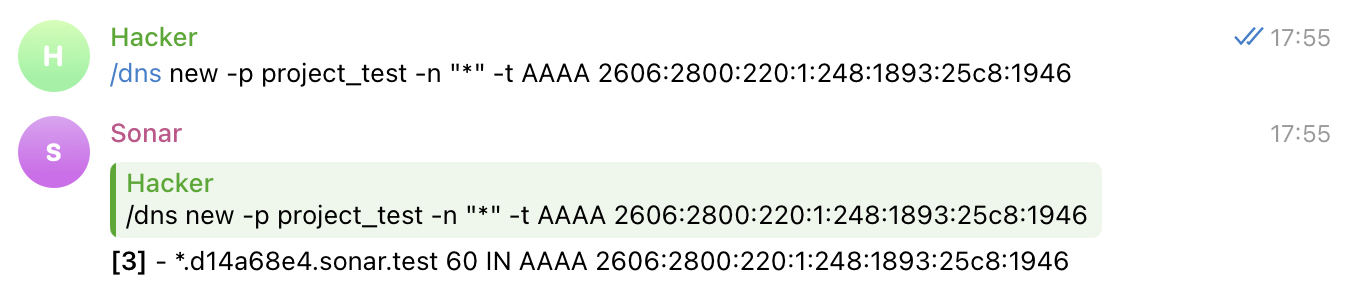 H
Hacker
17:55
/dns new -p project_test -n "*" -t AAAA 2606:2800:220:1:248:1893:25c8:1946
S
Sonar
17:55
Hacker
/dns new -p project_test -n "*" -t AAAA 2606:2800:220:1:248:1893:25c8:1946
[3] - *.d14a68e4.sonar.test 60 IN AAAA 2606:2800:220:1:248:1893:25c8:1946